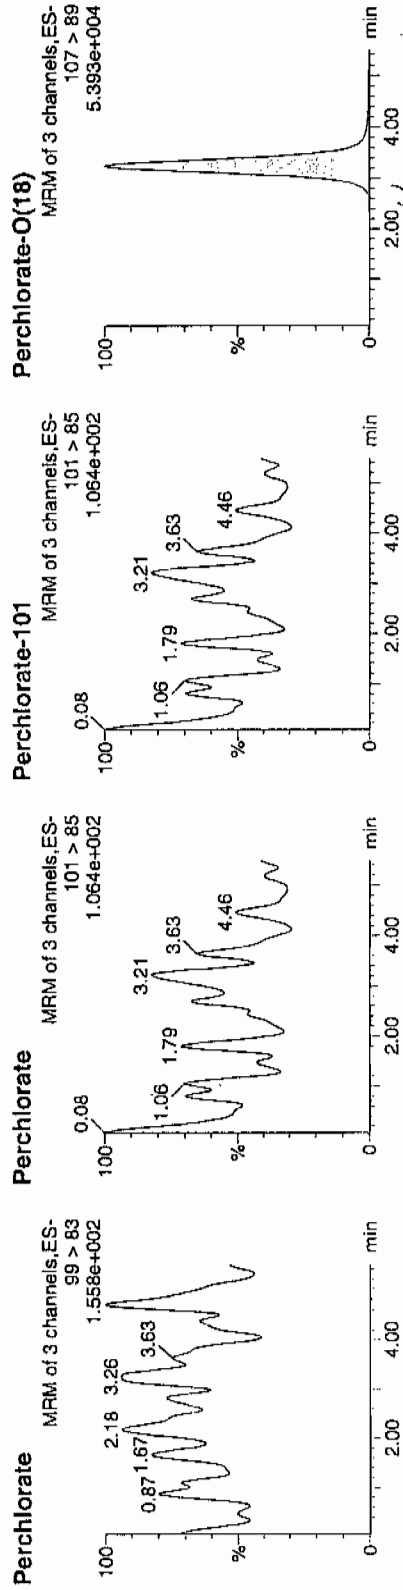 Perchlorate
MRM of 3 channels,ES-
99 > 83
1.558e+002
100
%
0
0.87
1.67
2.18
3.26
3.63
2.00
4.00
min
Perchlorate
MRM of 3 channels,ES-
101 > 85
1.064e+002
100
%
0
0.08
1.06
1.79
3.21
3.63
4.46
2.00
4.00
min
Perchlorate-101
MRM of 3 channels,ES-
101 > 85
1.064e+002
100
%
0
0.08
1.06
1.79
3.21
3.63
4.46
2.00
4.00
min
Perchlorate-O(18)
MRM of 3 channels,ES-
107 > 89
5.393e+004
100
%
0
2.00
4.00
min